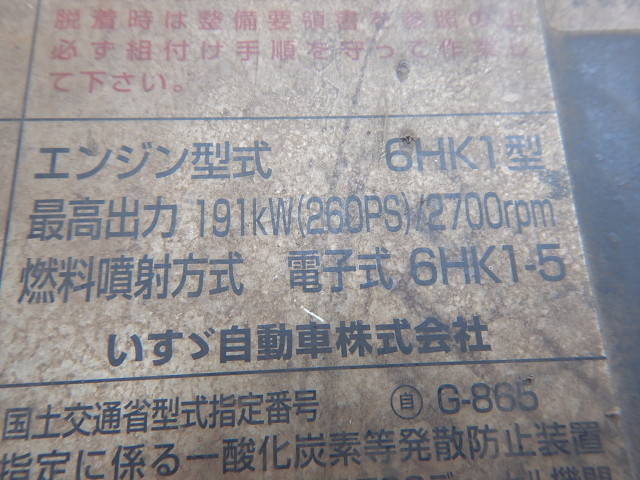 脱着時は整備要領書を参照の上
必ず組付け手順を守って作業し
て下さい。
エンジン型式 6HK1型
最高出力 191kW(260PS)/2700rpm
燃料噴射方式 電子式 6HK1-5
いすゞ自動車株式会社
国土交通省型式指定番号 自 G-865
指定に係る一酸化炭素等発散防止装置